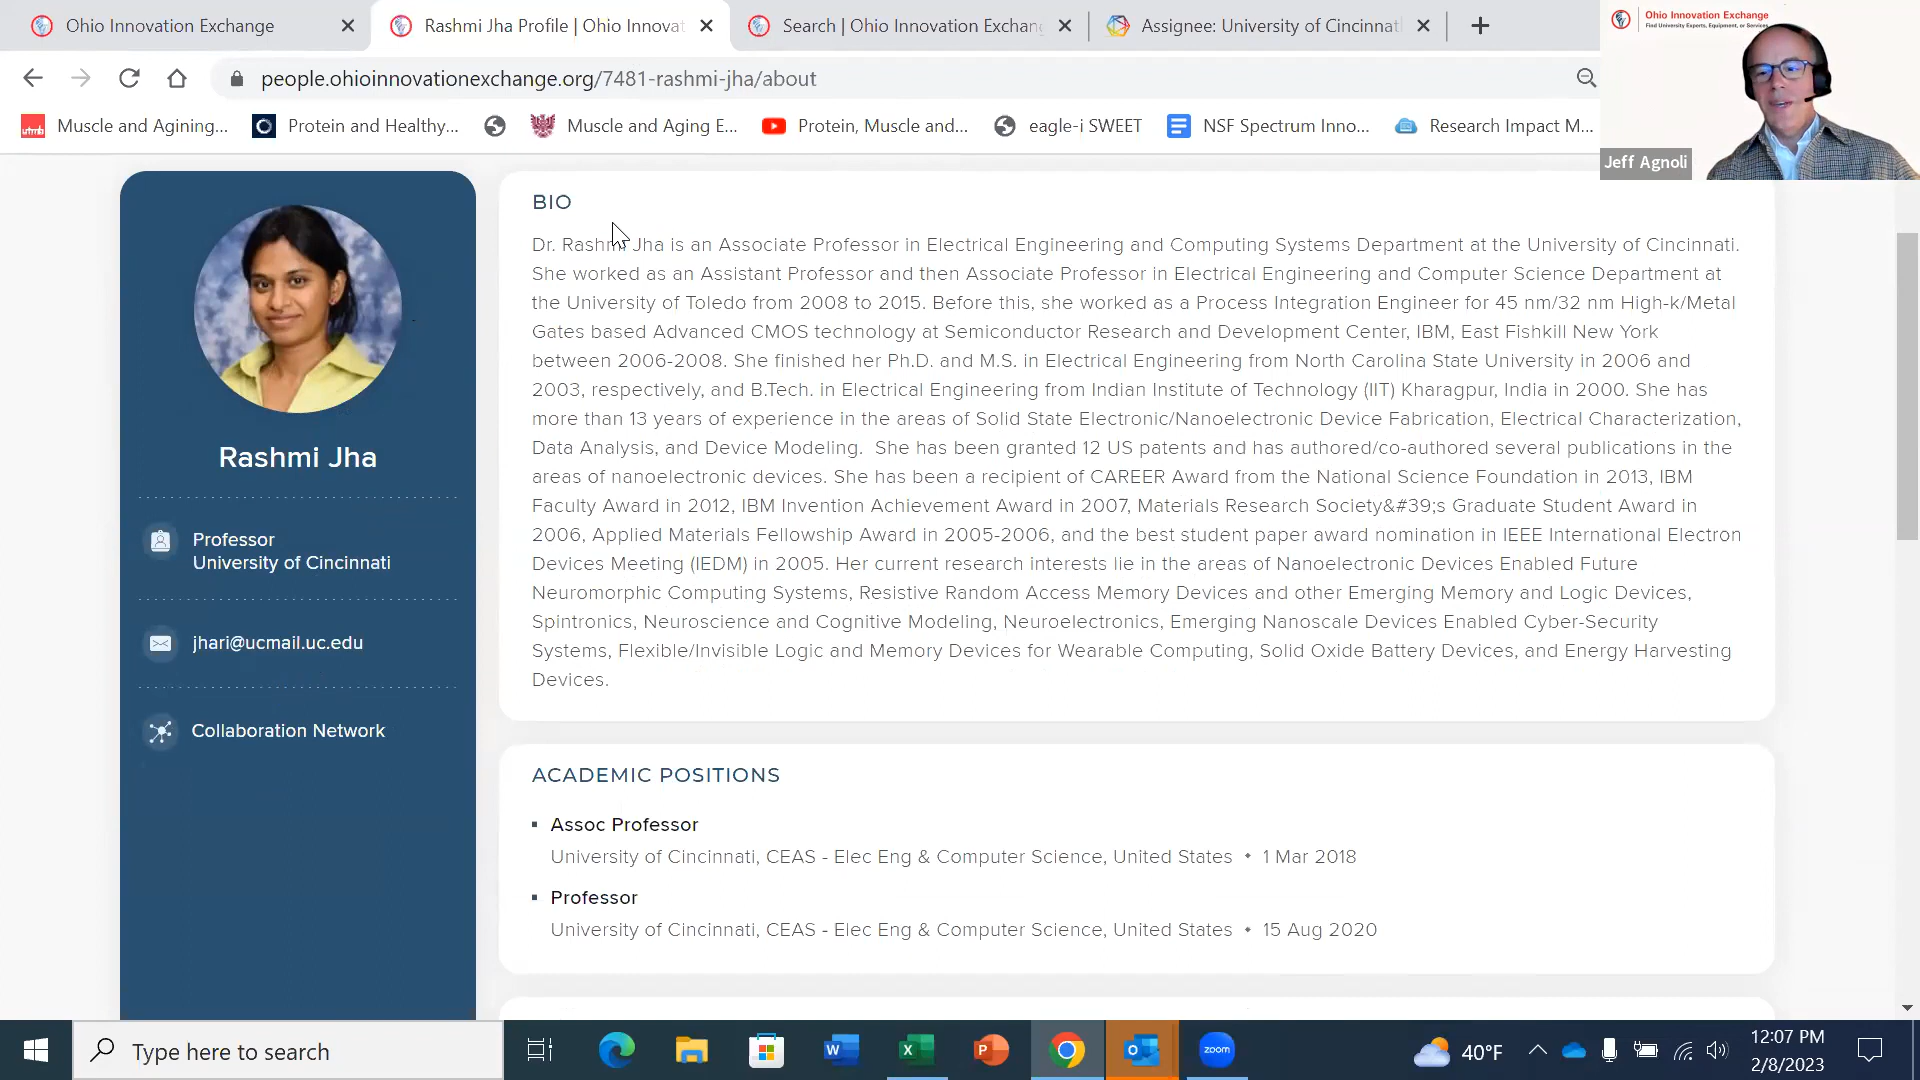 Ohio Innovation Exchange
Rashmi Jha Profile | Ohio Innovat
Search | Ohio Innovation Exchan
Assignee: University of Cincinnat
Ohio Innovation Exchange
Find University Experts, Equipment, or Services
people.ohioinnovationexchange.org/7481-rashmi-jha/about
utmb
Muscle and Agining...
Protein and Healthy...
Muscle and Aging E...
Protein, Muscle and...
eagle-i SWEET
NSF Spectrum Inno...
Research Impact M...
Jeff Agnoli
Rashmi Jha
Professor
University of Cincinnati
jhari@ucmail.uc.edu
Collaboration Network
BIO
Dr. Rashmi Jha is an Associate Professor in Electrical Engineering and Computing Systems Department at the University of Cincinnati.
She worked as an Assistant Professor and then Associate Professor in Electrical Engineering and Computer Science Department at
the University of Toledo from 2008 to 2015. Before this, she worked as a Process Integration Engineer for 45 nm/32 nm High-k/Metal
Gates based Advanced CMOS technology at Semiconductor Research and Development Center, IBM, East Fishkill New York
between 2006-2008. She finished her Ph.D. and M.S. in Electrical Engineering from North Carolina State University in 2006 and
2003, respectively, and B.Tech. in Electrical Engineering from Indian Institute of Technology (IIT) Kharagpur, India in 2000. She has
more than 13 years of experience in the areas of Solid State Electronic/Nanoelectronic Device Fabrication, Electrical Characterization,
Data Analysis, and Device Modeling. She has been granted 12 US patents and has authored/co-authored several publications in the
areas of nanoelectronic devices. She has been a recipient of CAREER Award from the National Science Foundation in 2013, IBM
Faculty Award in 2012, IBM Invention Achievement Award in 2007, Materials Research Society&#39;s Graduate Student Award in
2006, Applied Materials Fellowship Award in 2005-2006, and the best student paper award nomination in IEEE International Electron
Devices Meeting (IEDM) in 2005. Her current research interests lie in the areas of Nanoelectronic Devices Enabled Future
Neuromorphic Computing Systems, Resistive Random Access Memory Devices and other Emerging Memory and Logic Devices,
Spintronics, Neuroscience and Cognitive Modeling, Neuroelectronics, Emerging Nanoscale Devices Enabled Cyber-Security
Systems, Flexible/Invisible Logic and Memory Devices for Wearable Computing, Solid Oxide Battery Devices, and Energy Harvesting
Devices.
ACADEMIC POSITIONS
Assoc Professor
University of Cincinnati, CEAS - Elec Eng & Computer Science, United States • 1 Mar 2018
Professor
University of Cincinnati, CEAS - Elec Eng & Computer Science, United States • 15 Aug 2020
Type here to search
zoom
40°F
12:07 PM
2/8/2023